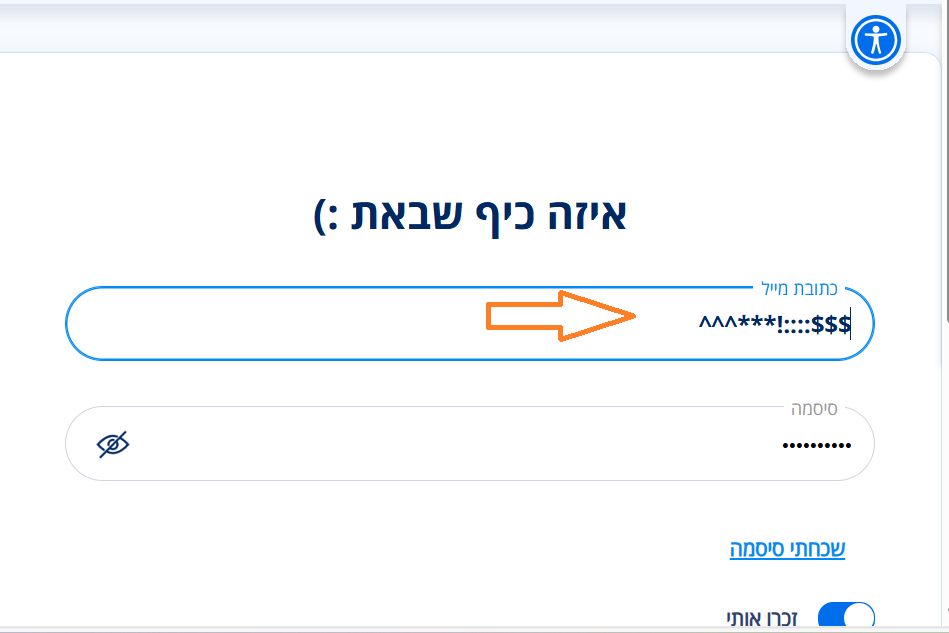 איזה כיף שבאת :)
כתובת מייל
^^^***!::::$$$
סיסמה
••••••••••
שכחתי סיסמה
זכרו אותי